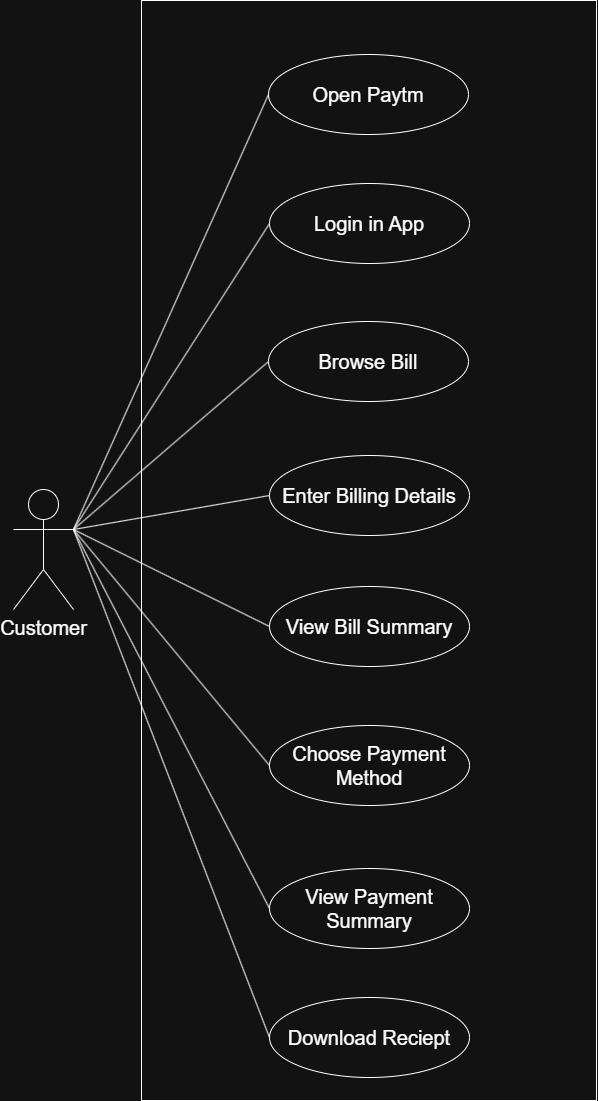 Open Paytm
Login in App
Browse Bill
Enter Billing Details
Customer
View Bill Summary
Choose Payment
Method
View Payment
Summary
Download Reciept